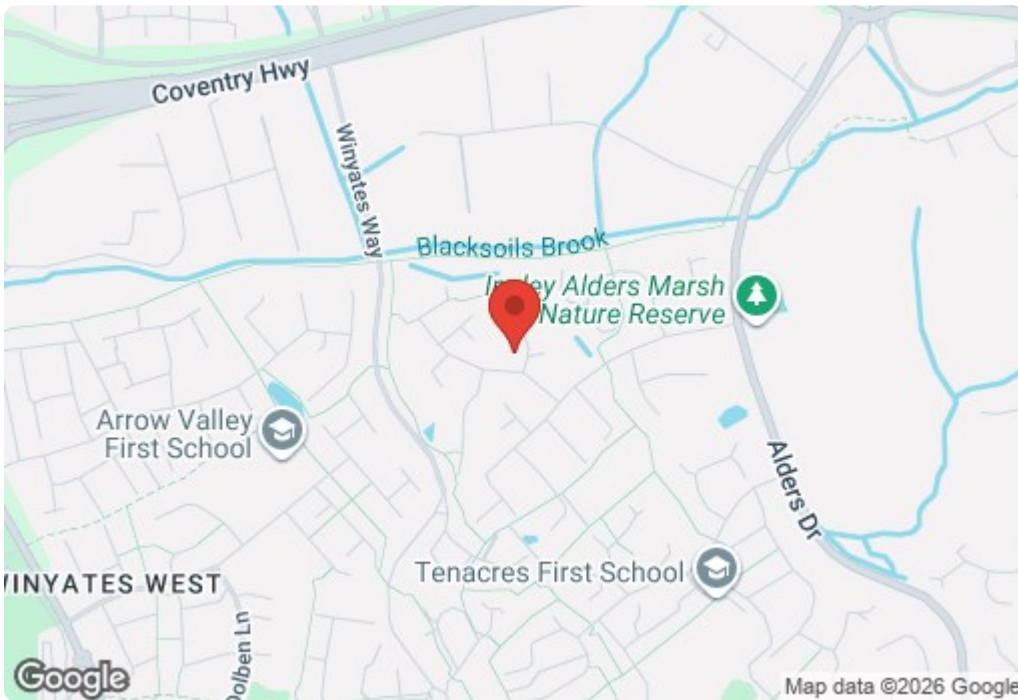 Coventry Hwy
Winyates Way
Blacksoils Brook
Alders Marsh
Nature Reserve
Arrow Valley
First School
Alders Dr
Tenacres First School
WINYATES WEST
Dolben Ln
Google
Map data ©2026 Google